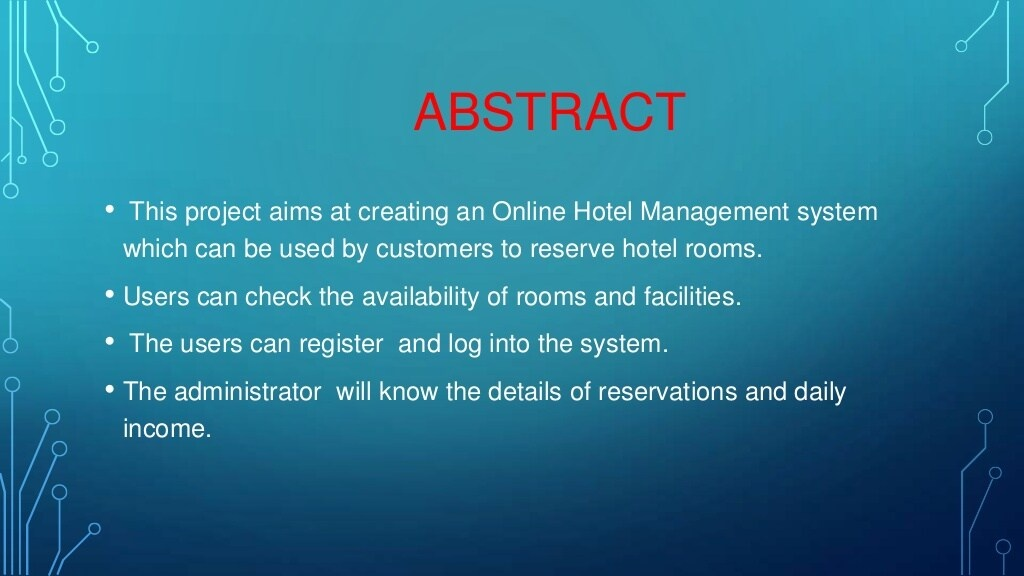 ABSTRACT
• This project aims at creating an Online Hotel Management system
which can be used by customers to reserve hotel rooms.
• Users can check the availability of rooms and facilities.
• The users can register  and log into the system.
• The administrator  will know the details of reservations and daily
income.